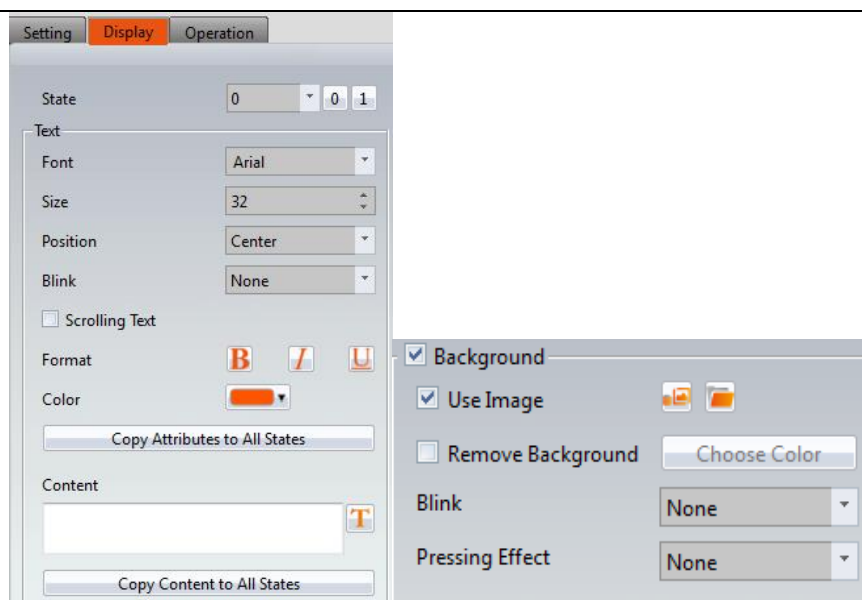 Setting Display Operation
State 0 0 1
Text
Font Arial
Size 32
Position Center
Blink None
Scrolling Text
Format B I U
Color
Copy Attributes to All States
Content
T
Copy Content to All States
Background
Use Image
Remove Background Choose Color
Blink None
Pressing Effect None